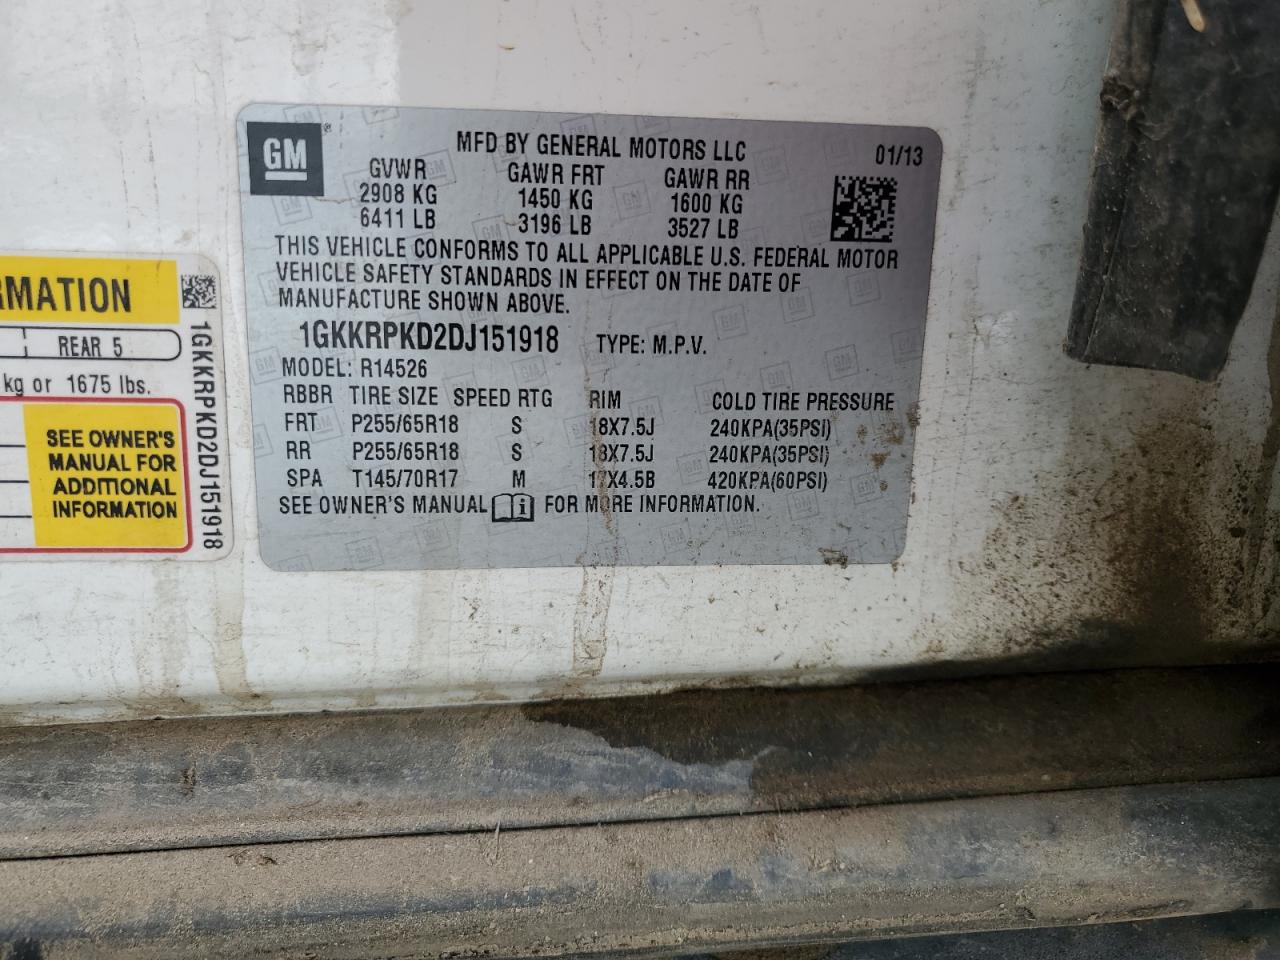 GM®
MFD BY GENERAL MOTORS LLC 01/13
GVWR GAWR FRT GAWR RR
2908 KG 1450 KG 1600 KG
6411 LB 3196 LB 3527 LB
THIS VEHICLE CONFORMS TO ALL APPLICABLE U.S. FEDERAL MOTOR
VEHICLE SAFETY STANDARDS IN EFFECT ON THE DATE OF
MANUFACTURE SHOWN ABOVE.
1GKKRPKD2DJ151918 TYPE: M.P.V.
MODEL: R14526
RBBR TIRE SIZE SPEED RTG RIM COLD TIRE PRESSURE
FRT P255/65R18 S 18X7.5J 240KPA(35PSI)
RR P255/65R18 S 18X7.5J 240KPA(35PSI)
SPA T145/70R17 M 17X4.5B 420KPA(60PSI)
SEE OWNER'S MANUAL FOR MORE INFORMATION.
RMATION
REAR 5
kg or 1675 lbs.
SEE OWNER'S
MANUAL FOR
ADDITIONAL
INFORMATION
1GKKRPKD2DJ151918